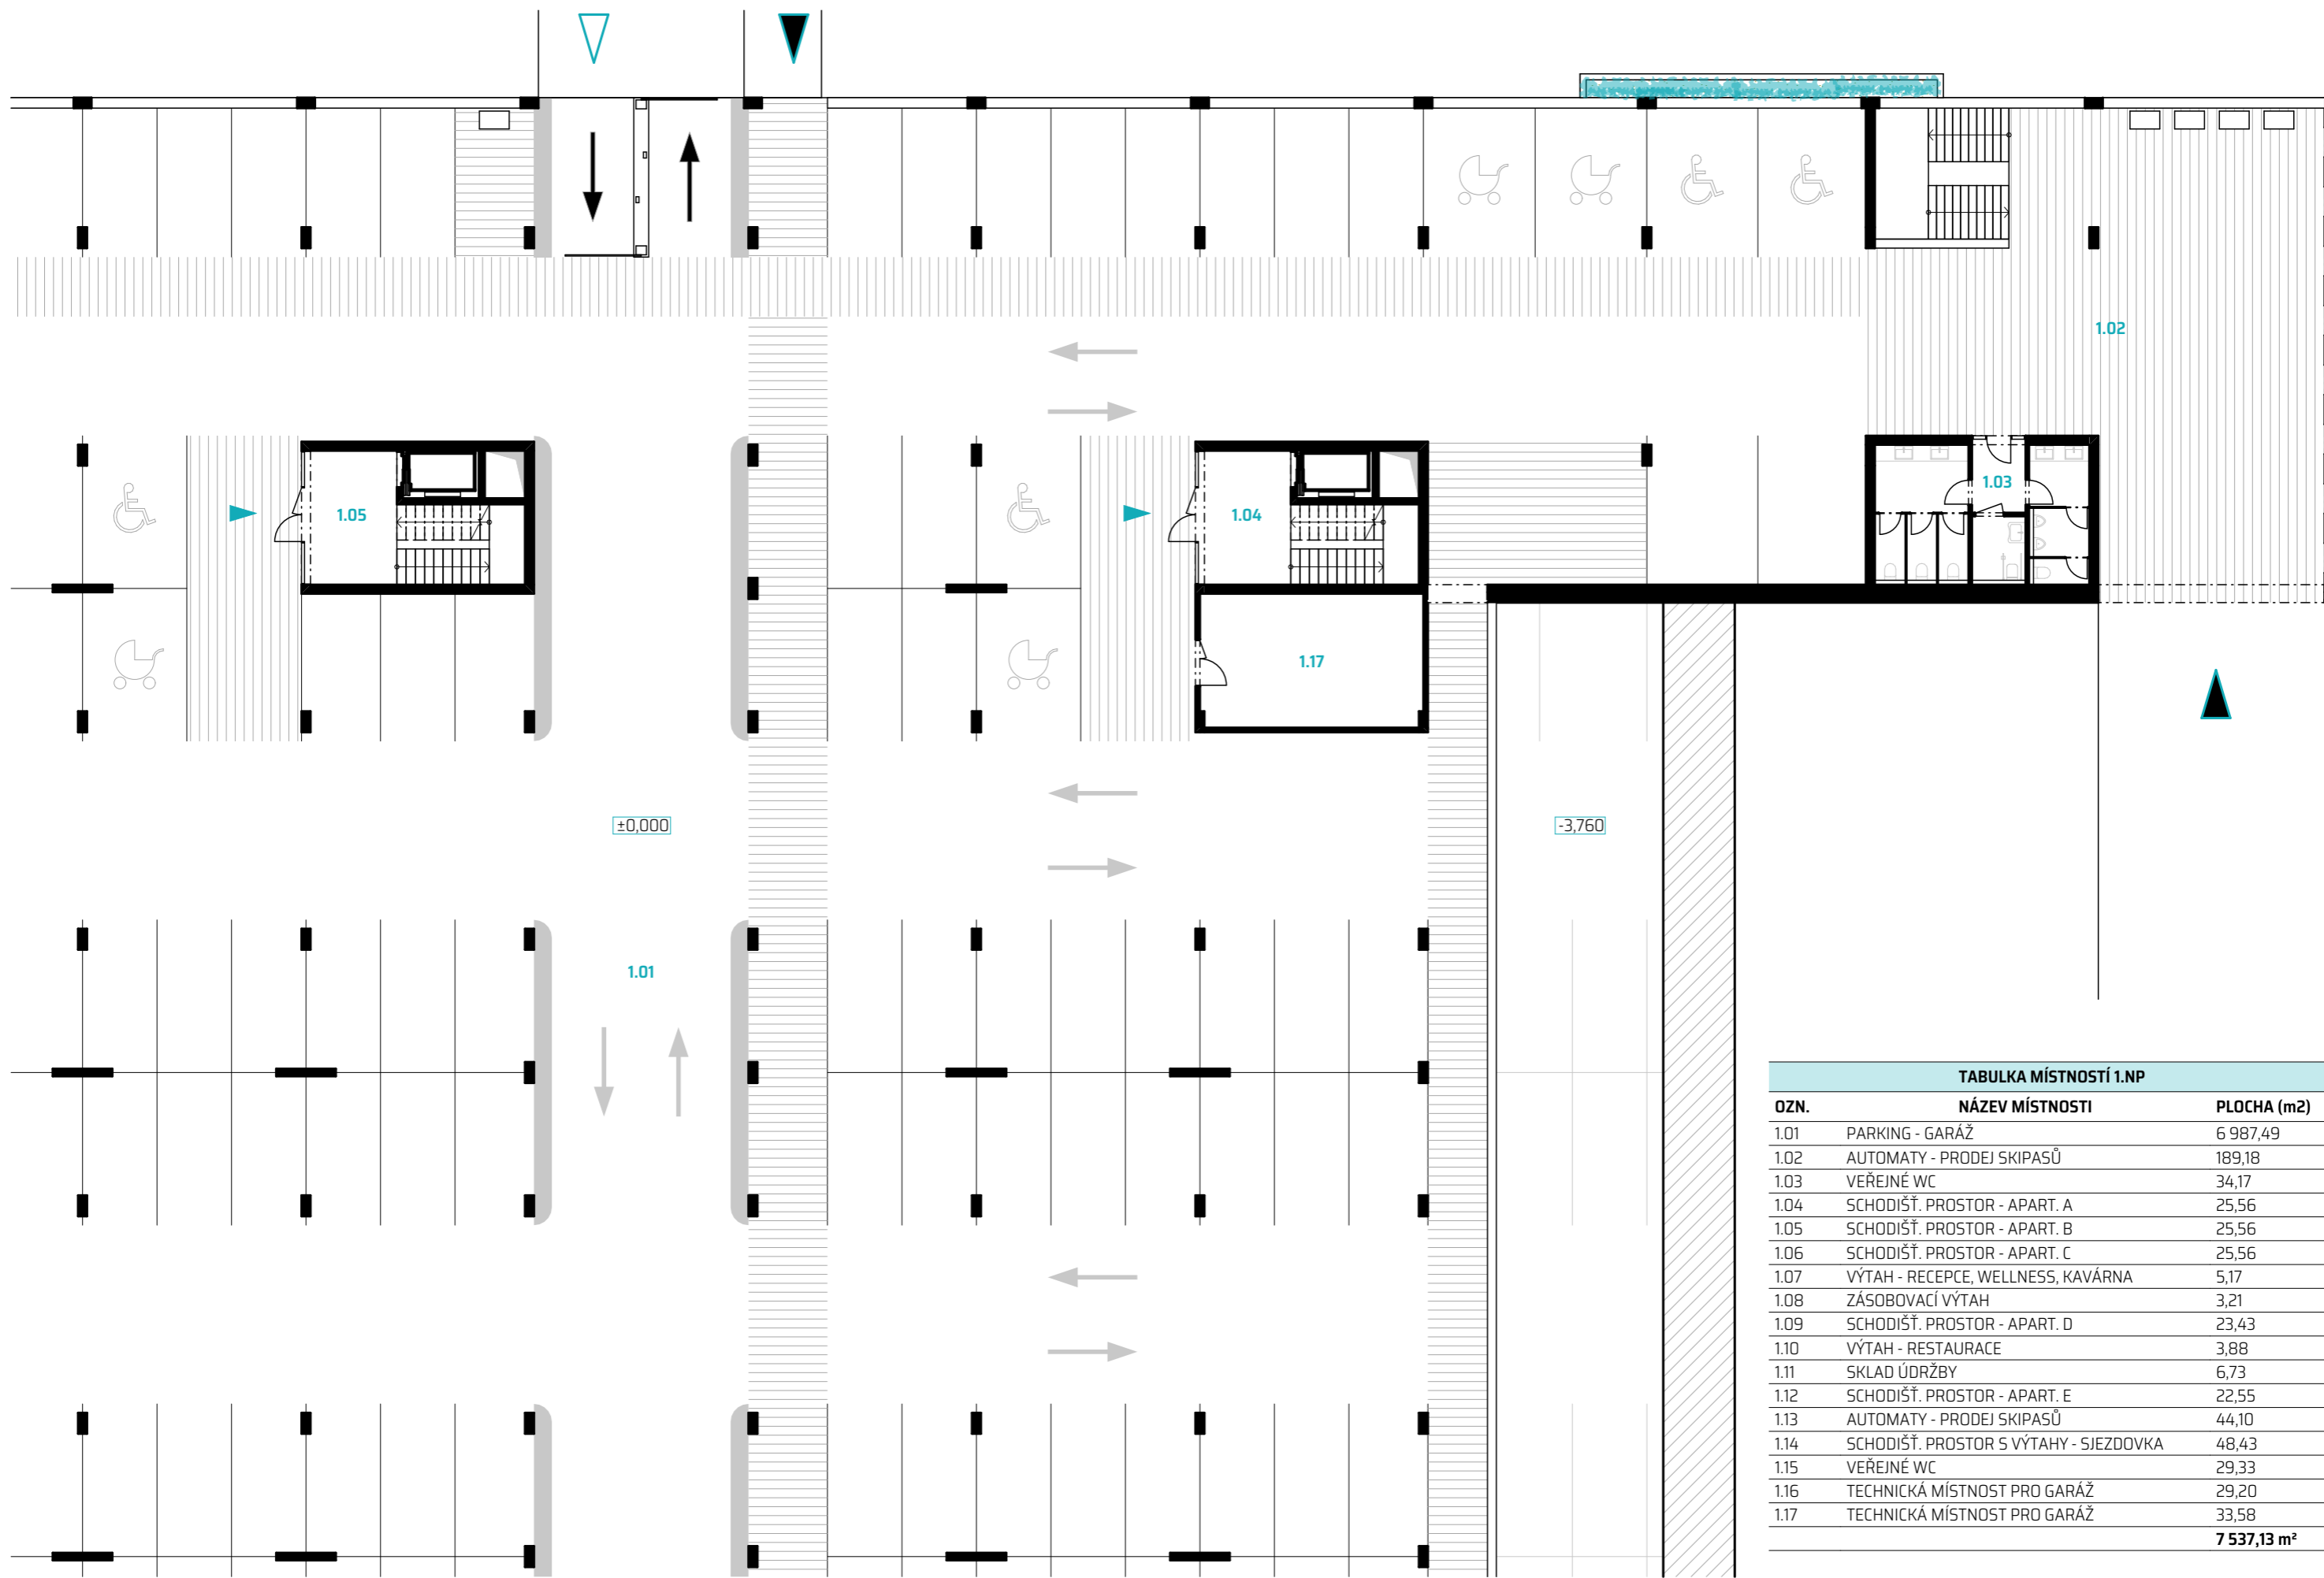 1.02
1.03
1.05
1.04
1.17
±0,000
-3,760
1.01
TABULKA MÍSTNOSTÍ 1.NP
OZN. NÁZEV MÍSTNOSTI PLOCHA (m2)
1.01 PARKING - GARÁŽ 6 987,49
1.02 AUTOMATY - PRODEJ SKIPASŮ 189,18
1.03 VEŘEJNÉ WC 34,17
1.04 SCHODIŠŤ. PROSTOR - APART. A 25,56
1.05 SCHODIŠŤ. PROSTOR - APART. B 25,56
1.06 SCHODIŠŤ. PROSTOR - APART. C 25,56
1.07 VÝTAH - RECEPCE, WELLNESS, KAVÁRNA 5,17
1.08 ZÁSOBOVACÍ VÝTAH 3,21
1.09 SCHODIŠŤ. PROSTOR - APART. D 23,43
1.10 VÝTAH - RESTAURACE 3,88
1.11 SKLAD ÚDRŽBY 6,73
1.12 SCHODIŠŤ. PROSTOR - APART. E 22,55
1.13 AUTOMATY - PRODEJ SKIPASŮ 44,10
1.14 SCHODIŠŤ. PROSTOR S VÝTAHY - SJEZDOVKA 48,43
1.15 VEŘEJNÉ WC 29,33
1.16 TECHNICKÁ MÍSTNOST PRO GARÁŽ 29,20
1.17 TECHNICKÁ MÍSTNOST PRO GARÁŽ 33,58
7 537,13 m²